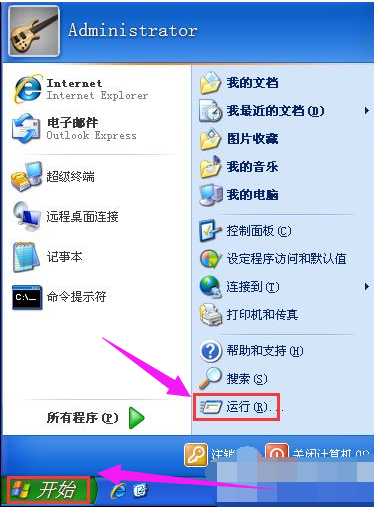 Administrator
Internet
Internet Explorer
电子邮件
Outlook Express
超级终端
远程桌面连接
记事本
C:\_
命令提示符
所有程序(P)
我的文档
我最近的文档(D)
图片收藏
我的音乐
我的电脑
控制面板(C)
设定程序访问和默认值
连接到(T)
打印机和传真
帮助和支持(H)
搜索(S)
运行(R)...
注销
关闭计算机(U)
开始